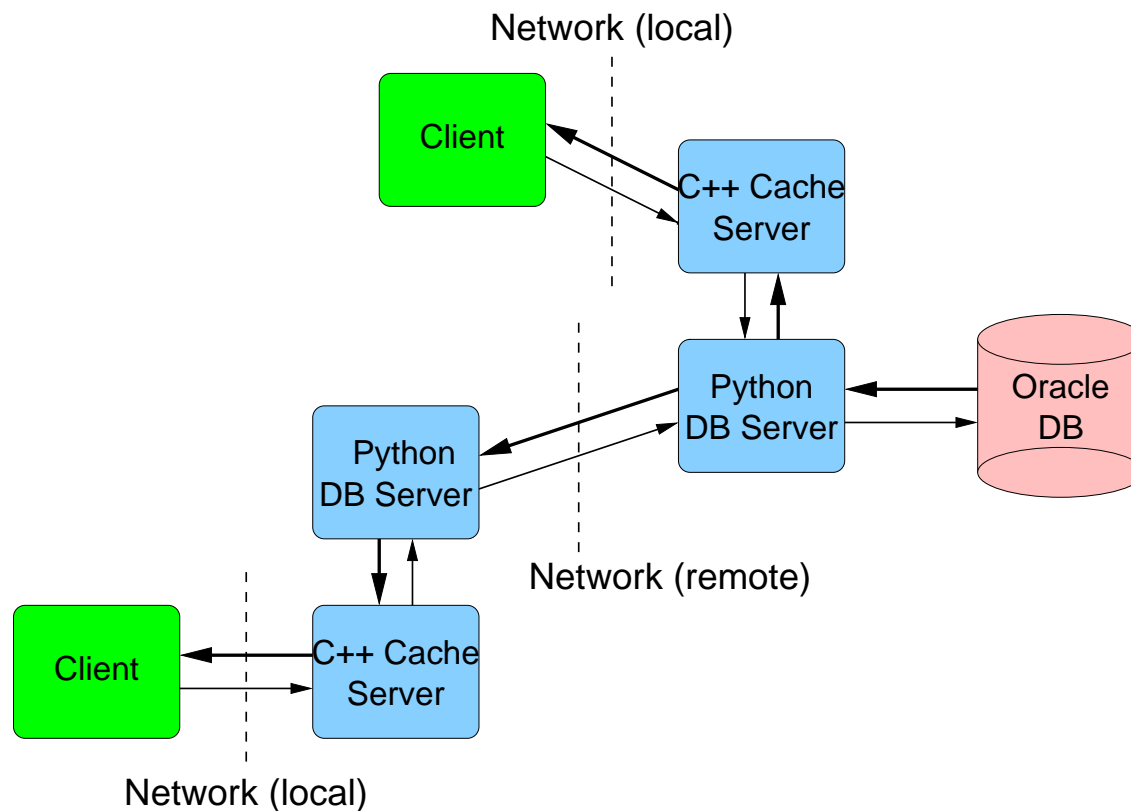 Network (local)
Client
C++ Cache
Server
Python
DB Server
Oracle
DB
Python
DB Server
Network (remote)
Client
C++ Cache
Server
Network (local)